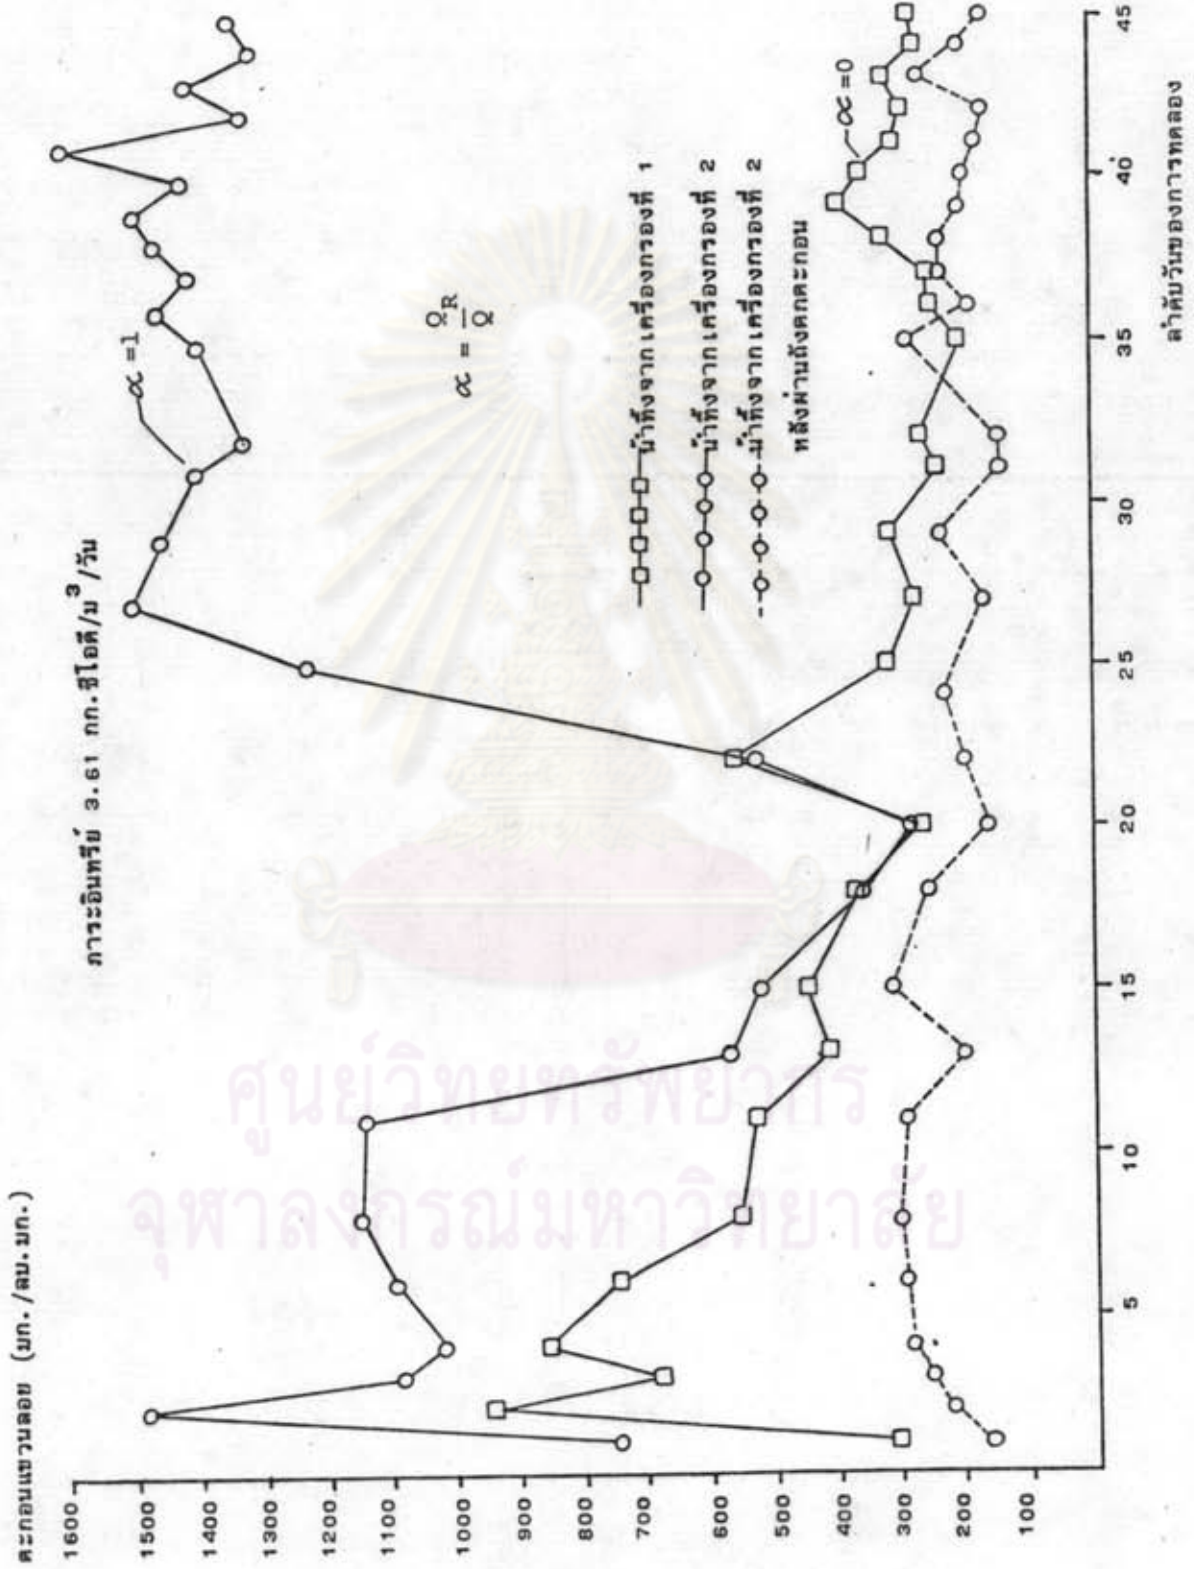 ตะกอนแขวนลอย (มก./ลบ.มก.)
ภาระอินทรีย์ 3.61 กก.ซีโอดี/ม³/วัน
1600
1500
1400
1300
1200
1100
1000
900
800
700
600
500
400
300
200
100
∝ =1
∝ = Q_R/Q
น้ำทิ้งจากเครื่องกรองที่ 1
น้ำทิ้งจากเครื่องกรองที่ 2
น้ำทิ้งจากเครื่องกรองที่ 2
หลังผ่านถังตกตะกอน
∝ =0
5
10
15
20
25
30
35
40
45
ลำดับวันของการทดลอง
ศูนย์วิทยทรัพยากร
จุฬาลงกรณ์มหาวิทยาลัย